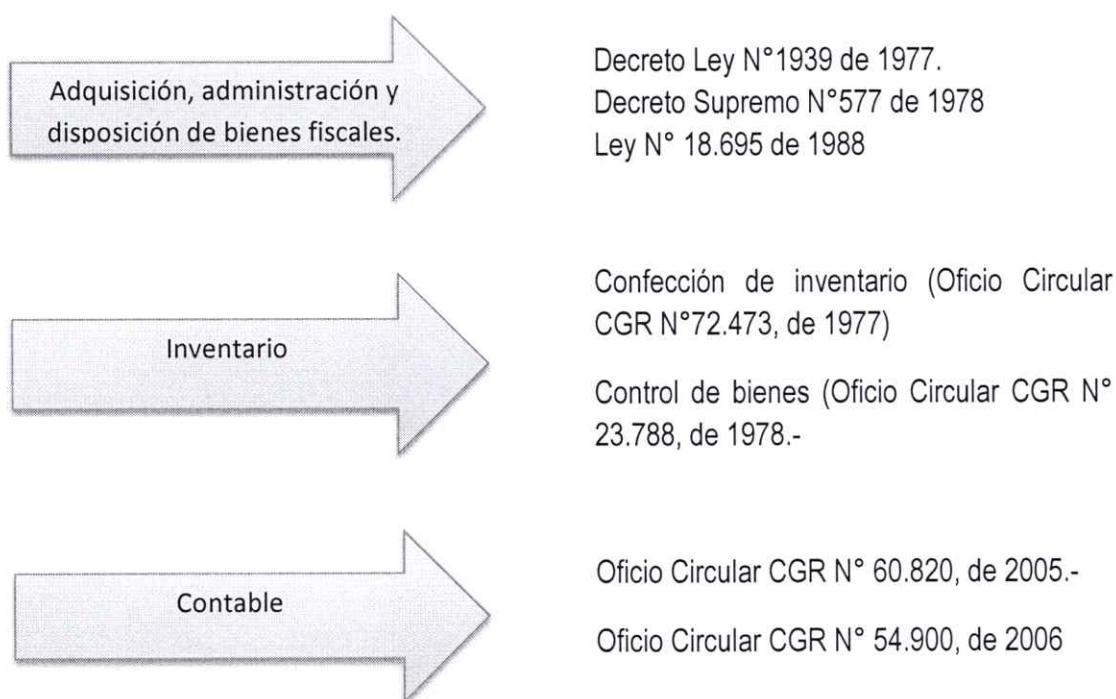 Adquisición, administración y
disposición de bienes fiscales.
Decreto Ley N°1939 de 1977.
Decreto Supremo N°577 de 1978
Ley N° 18.695 de 1988
Inventario
Confección de inventario (Oficio Circular
CGR N°72.473, de 1977)
Control de bienes (Oficio Circular CGR N°
23.788, de 1978.-
Contable
Oficio Circular CGR N° 60.820, de 2005.-
Oficio Circular CGR N° 54.900, de 2006